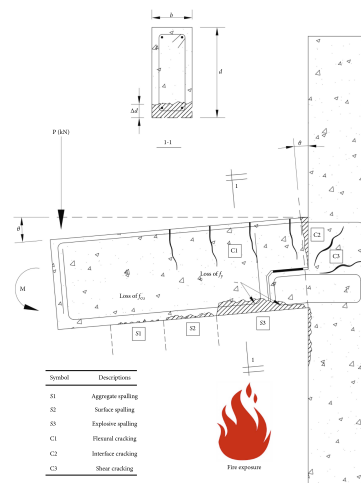 b
d
Δd
1-1
P (kN)
θ
θ
1
C2
C1
C3
Loss of fy
M
Loss of fcu
S3
S2
S1
1
Symbol Descriptions
S1 Aggregate spalling
S2 Surface spalling
S3 Explosive spalling
C1 Flexural cracking
C2 Interface cracking
C3 Shear cracking
Fire exposure